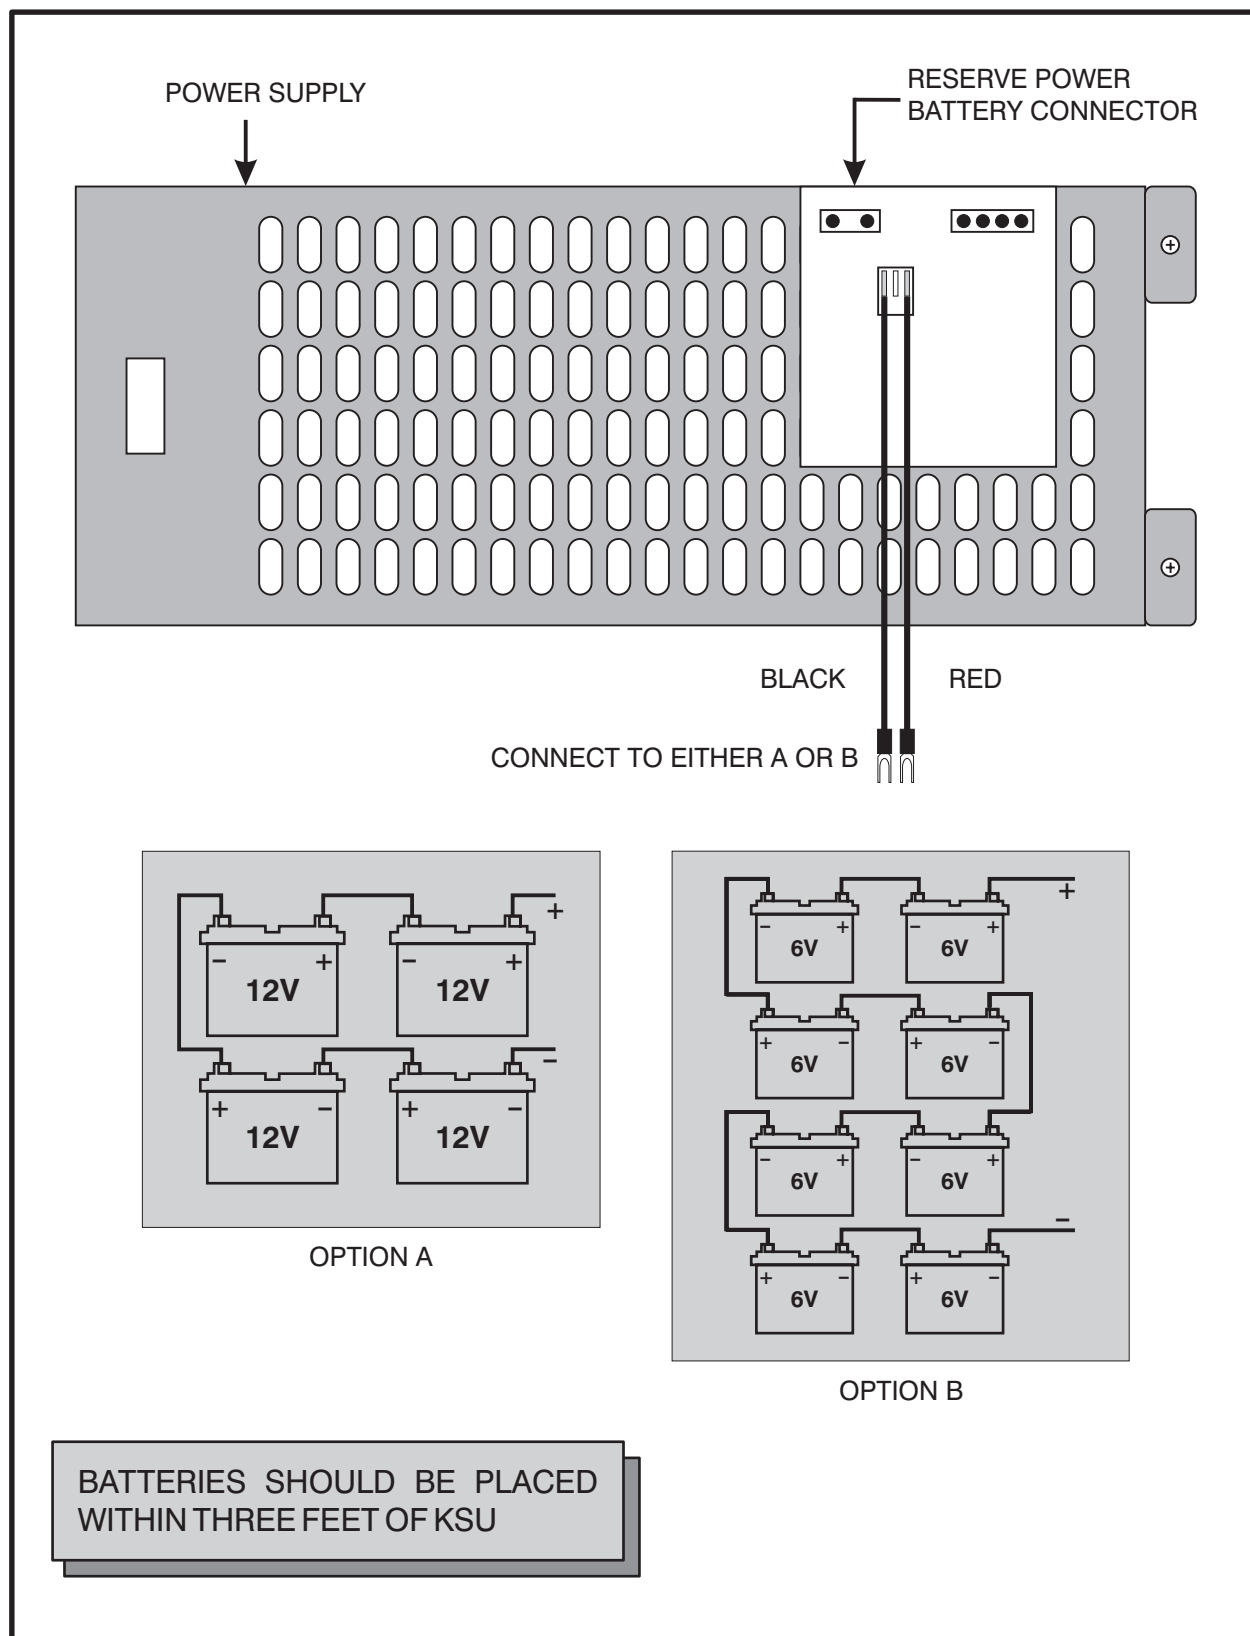 POWER SUPPLY
RESERVE POWER
BATTERY CONNECTOR
BLACK
RED
CONNECT TO EITHER A OR B
+
- +
12V
- +
12V
+ -
12V
+ -
12V
-
OPTION A
+
- +
6V
- +
6V
+ -
6V
+ -
6V
- +
6V
- +
6V
-
+ -
6V
+ -
6V
OPTION B
BATTERIES SHOULD BE PLACED
WITHIN THREE FEET OF KSU